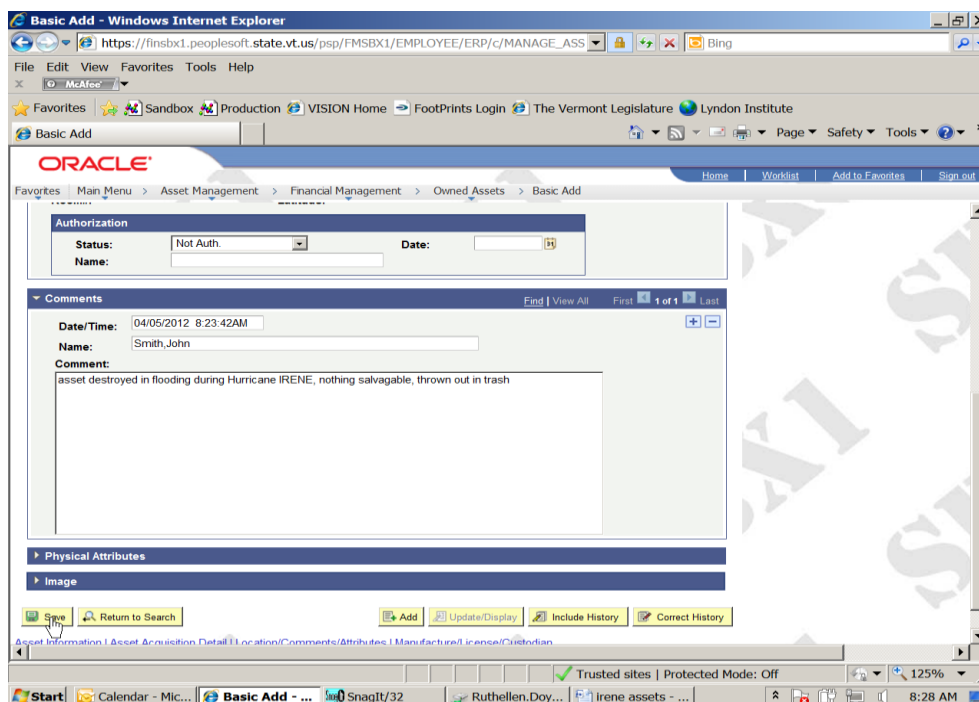 Basic Add - Windows Internet Explorer
https://finsbx1.peoplesoft.state.vt.us/psp/FMSBX1/EMPLOYEE/ERP/c/MANAGE_ASS
Bing
File Edit View Favorites Tools Help
X McAfee
Favorites Sandbox Production VISION Home FootPrints Login The Vermont Legislature Lyndon Institute
Basic Add
Page Safety Tools
ORACLE
Home | Worklist | Add to Favorites | Sign out
Favorites Main Menu > Asset Management > Financial Management > Owned Assets > Basic Add
Authorization
Status: Not Auth. Date:
Name:
Comments Find | View All First 1 of 1 Last
Date/Time: 04/05/2012 8:23:42AM
Name: Smith,John
Comment:
asset destroyed in flooding during Hurricane IRENE, nothing salvagable, thrown out in trash
Physical Attributes
Image
Save Return to Search Add Update/Display Include History Correct History
Asset Information | Asset Acquisition Detail | Location/Comments/Attributes | Manufacture/License/Custodian
Trusted sites | Protected Mode: Off 125%
Start Calendar - Mic... Basic Add - ... SnagIt/32 Ruthellen.Doy... Irene assets - ... 8:28 AM